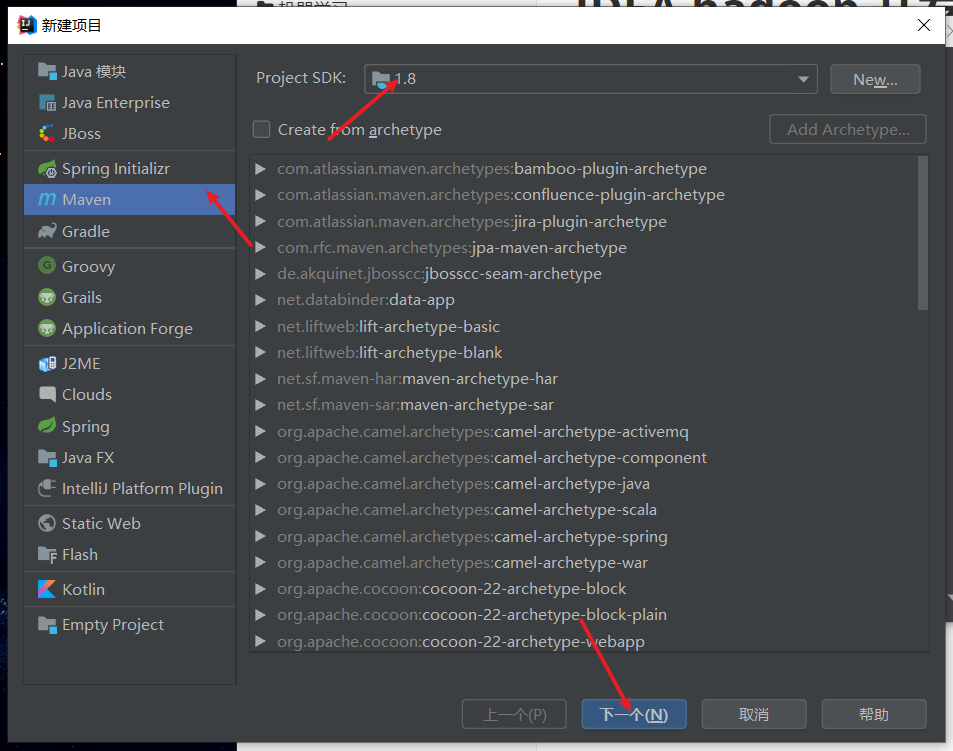 新建项目
Java 模块
Java Enterprise
JBoss
Spring Initializr
Maven
Gradle
Groovy
Grails
Application Forge
J2ME
Clouds
Spring
Java FX
IntelliJ Platform Plugin
Static Web
Flash
Kotlin
Empty Project
Project SDK: 1.8 New...
Create from archetype Add Archetype...
com.atlassian.maven.archetypes:bamboo-plugin-archetype
com.atlassian.maven.archetypes:confluence-plugin-archetype
com.atlassian.maven.archetypes:jira-plugin-archetype
com.rfc.maven.archetypes:jpa-maven-archetype
de.akquinet.jbosscc:jbosscc-seam-archetype
net.databinder:data-app
net.liftweb:lift-archetype-basic
net.liftweb:lift-archetype-blank
net.sf.maven-har:maven-archetype-har
net.sf.maven-sar:maven-archetype-sar
org.apache.camel.archetypes:camel-archetype-activemq
org.apache.camel.archetypes:camel-archetype-component
org.apache.camel.archetypes:camel-archetype-java
org.apache.camel.archetypes:camel-archetype-scala
org.apache.camel.archetypes:camel-archetype-spring
org.apache.camel.archetypes:camel-archetype-war
org.apache.cocoon:cocoon-22-archetype-block
org.apache.cocoon:cocoon-22-archetype-block-plain
org.apache.cocoon:cocoon-22-archetype-webapp
上一个(P) 下一个(N) 取消 帮助